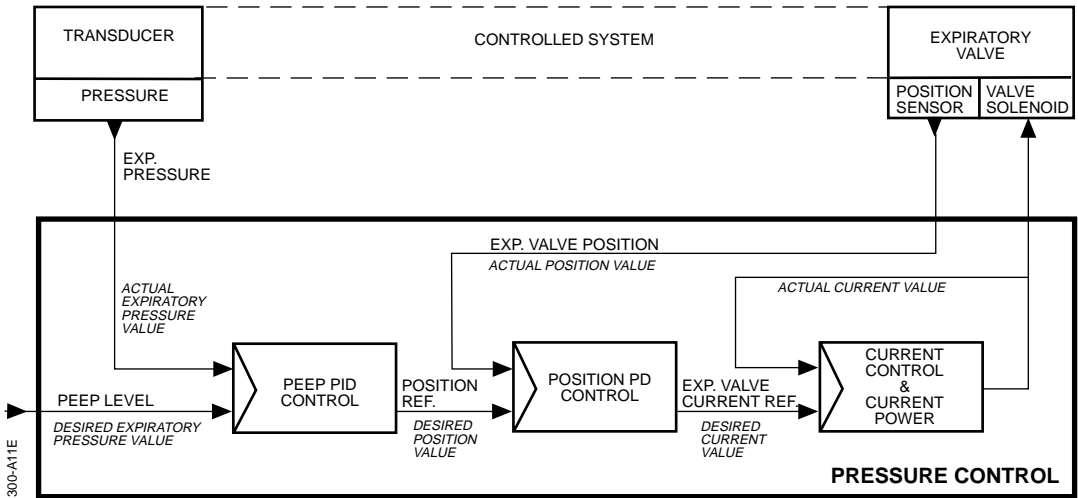 TRANSDUCER
CONTROLLED SYSTEM
EXPIRATORY
VALVE
PRESSURE
POSITION
SENSOR
VALVE
SOLENOID
EXP.
PRESSURE
EXP. VALVE POSITION
ACTUAL POSITION VALUE
ACTUAL
EXPIRATORY
PRESSURE
VALUE
ACTUAL CURRENT VALUE
PEEP PID
CONTROL
POSITION PD
CONTROL
CURRENT
CONTROL
&
CURRENT
POWER
PEEP LEVEL
DESIRED EXPIRATORY
PRESSURE VALUE
POSITION
REF.
DESIRED
POSITION
VALUE
EXP. VALVE
CURRENT REF.
DESIRED
CURRENT
VALUE
PRESSURE CONTROL
300-A11E